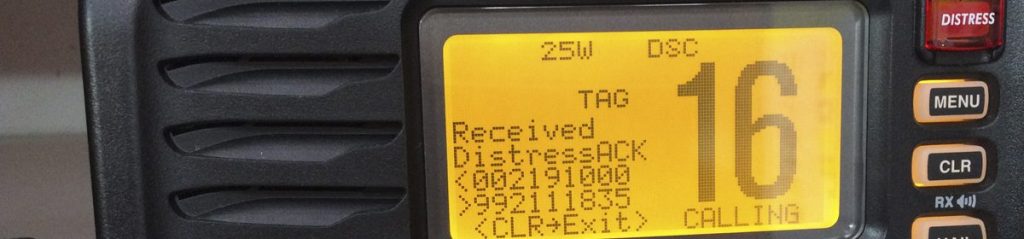 25W DSC
TAG
16
Received
DistressACK
<002191000
>992111835
<CLR→Exit>
CALLING
DISTRESS
MENU
CLR
RX